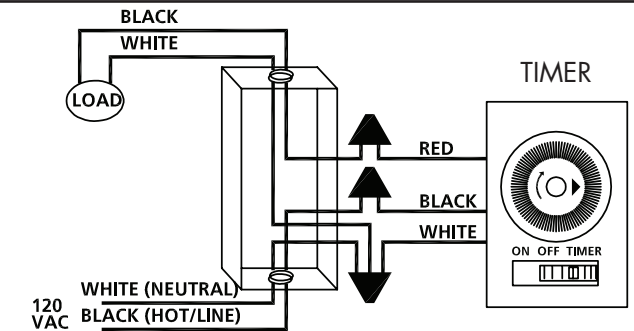 BLACK
WHITE
LOAD
TIMER
RED
BLACK
WHITE
ON OFF TIMER
WHITE (NEUTRAL)
120
VAC
BLACK (HOT/LINE)